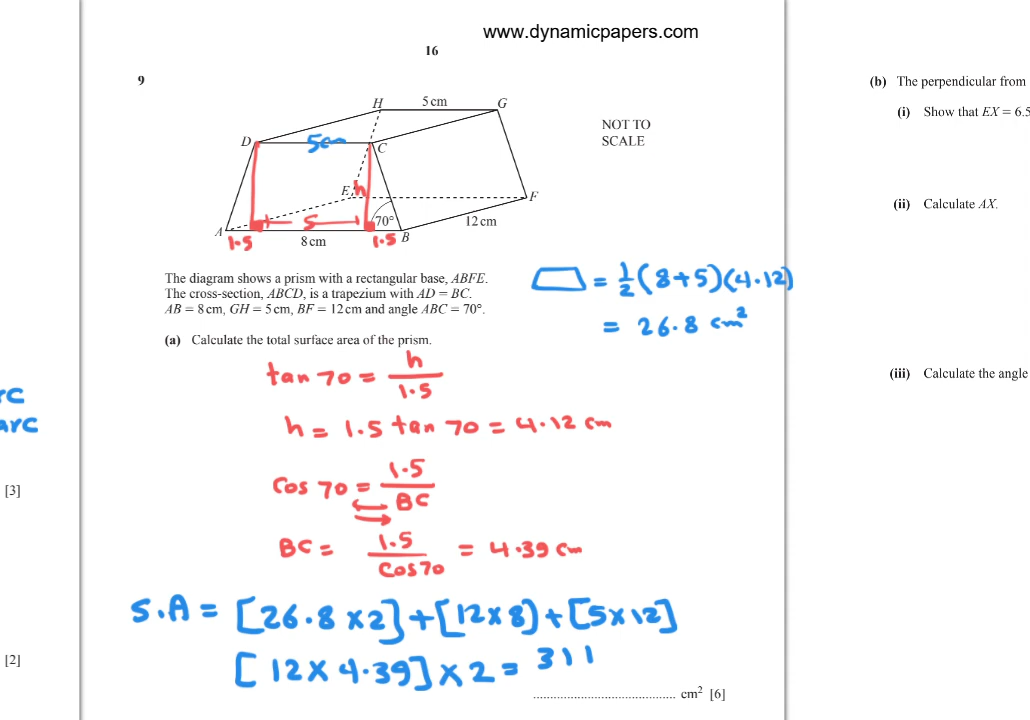 www.dynamicpapers.com
16
9
H 5 cm G
D 5cm C
NOT TO
SCALE
E h F
5 70° 12 cm
A 1.5 8 cm 1.5 B
The diagram shows a prism with a rectangular base, ABFE.
The cross-section, ABCD, is a trapezium with AD = BC.
AB = 8 cm, GH = 5 cm, BF = 12 cm and angle ABC = 70°.
= 1/2 (8+5)(4.12)
= 26.8 cm²
(a) Calculate the total surface area of the prism.
tan 70 = h/1.5
h = 1.5 tan 70 = 4.12 cm
Cos 70 = 1.5/BC
BC = 1.5/Cos70 = 4.39 cm
S.A = [26.8 x 2] + [12 x 8) + [5 x 12]
[12 x 4.39] x 2 = 311
.......................................... cm² [6]
arc
[3]
[2]
(b) The perpendicular from
(i) Show that EX = 6.5
(ii) Calculate AX.
(iii) Calculate the angle